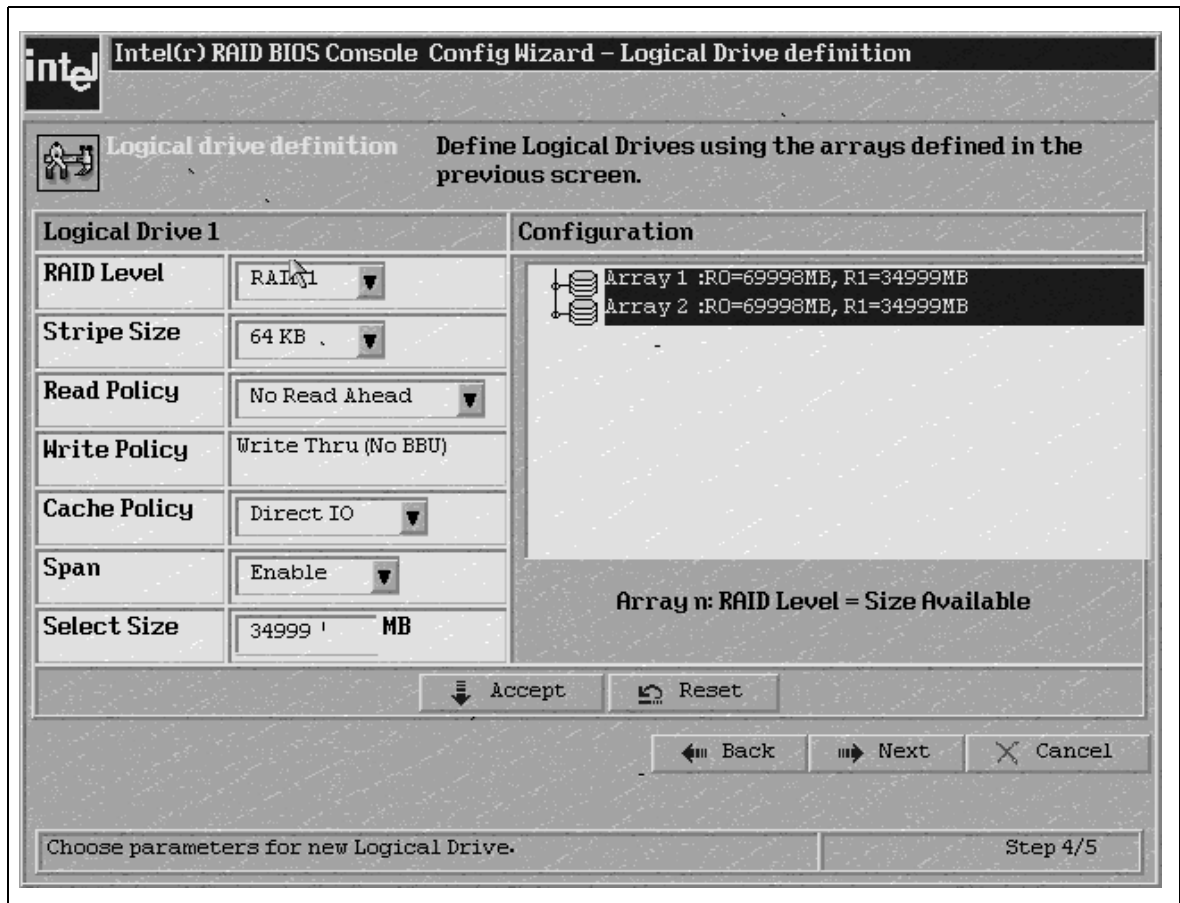 intel
Intel(r) RAID BIOS Console Config Wizard – Logical Drive definition
Logical drive definition
Define Logical Drives using the arrays defined in the
previous screen.
Logical Drive 1
RAID Level
RAID 1
Stripe Size
64 KB
Read Policy
No Read Ahead
Write Policy
Write Thru (No BBU)
Cache Policy
Direct IO
Span
Enable
Select Size
34999
MB
Configuration
Array 1 :R0=69998MB, R1=34999MB
Array 2 :R0=69998MB, R1=34999MB
Array n: RAID Level = Size Available
Accept
Reset
Back
Next
Cancel
Choose parameters for new Logical Drive.
Step 4/5